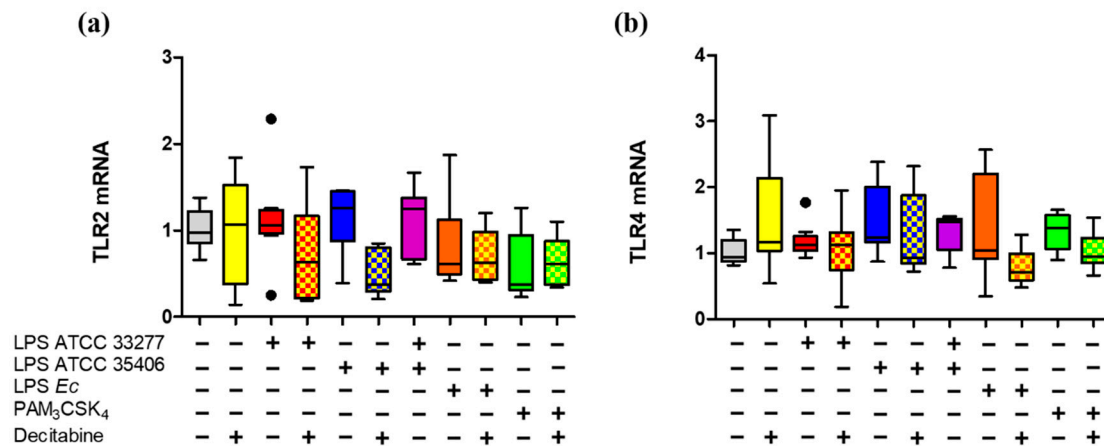 (a)
(b)
TLR2 mRNA
3
2
1
0
TLR4 mRNA
4
3
2
1
0
LPS ATCC 33277 − − + + − − + − − − − − − + + − − + − − − −
LPS ATCC 35406 − − − − + + + − − − − − − − − + + + − − − −
LPS Ec − − − − − − − + + − − − − − − − − − + + − −
PAM₃CSK₄ − − − − − − − − − + + − − − − − − − − − + +
Decitabine − + − + − + − − + − + − + − + − + − − + − +